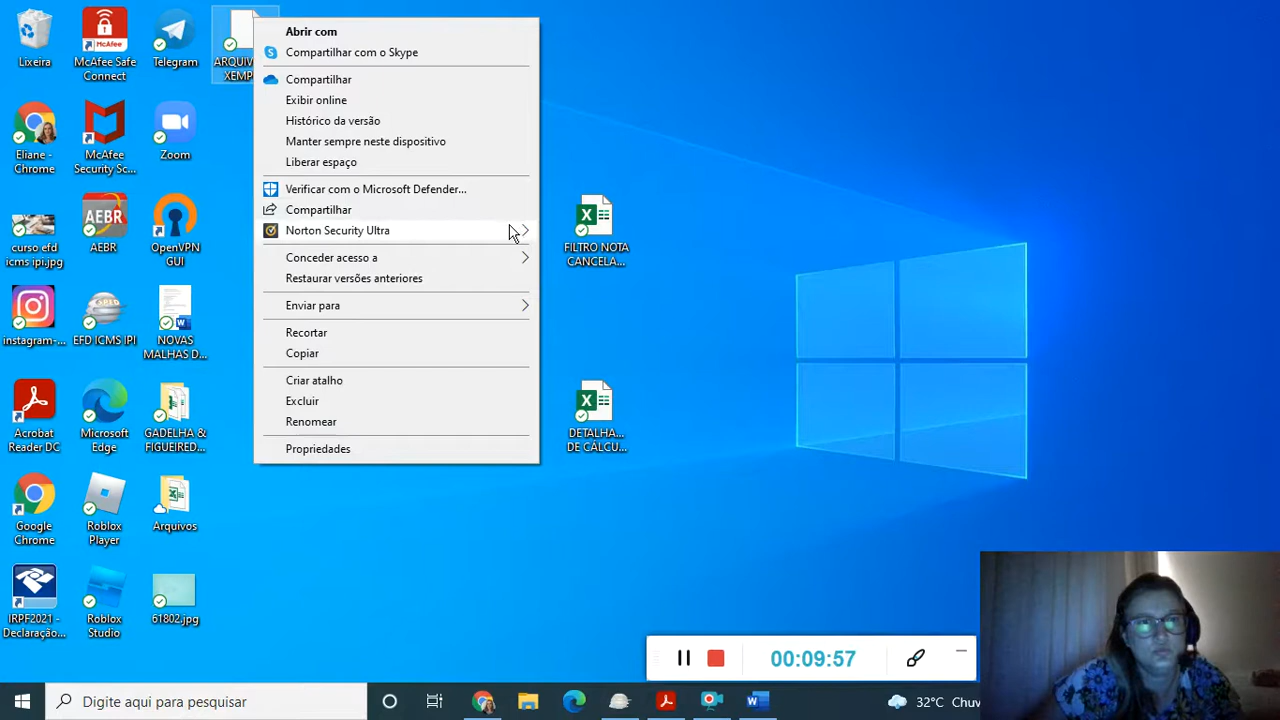 Lixeira
McAfee Safe
Connect
Telegram
ARQUIV
XEMP
Eliane -
Chrome
McAfee
Security Sc...
Zoom
curso efd
icms ipi.jpg
AEBR
AEBR
OpenVPN
GUI
instagram-...
EFD ICMS IPI
NOVAS
MALHAS D...
Acrobat
Reader DC
Microsoft
Edge
GADELHA &
FIGUEIRED...
Google
Chrome
Roblox
Player
Arquivos
IRPF2021 -
Declaração...
Roblox
Studio
61802.jpg
Abrir com
Compartilhar com o Skype
Compartilhar
Exibir online
Histórico da versão
Manter sempre neste dispositivo
Liberar espaço
Verificar com o Microsoft Defender...
Compartilhar
Norton Security Ultra
Conceder acesso a
Restaurar versões anteriores
Enviar para
Recortar
Copiar
Criar atalho
Excluir
Renomear
Propriedades
FILTRO NOTA
CANCELA...
DETALHA...
DE CÁLCU...
00:09:57
Digite aqui para pesquisar
32°C Chuv